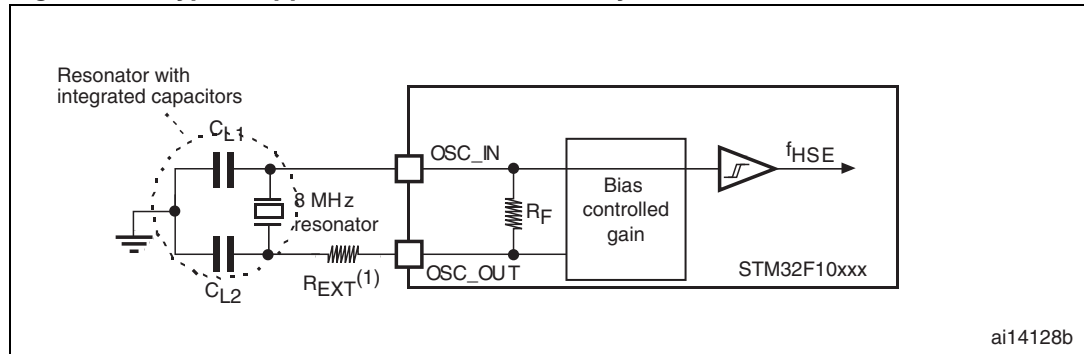 Resonator with
integrated capacitors
CL1
OSC_IN
fHSE
8 MHz
resonator
RF
Bias
controlled
gain
OSC_OUT
STM32F10xxx
REXT(1)
CL2
ai14128b